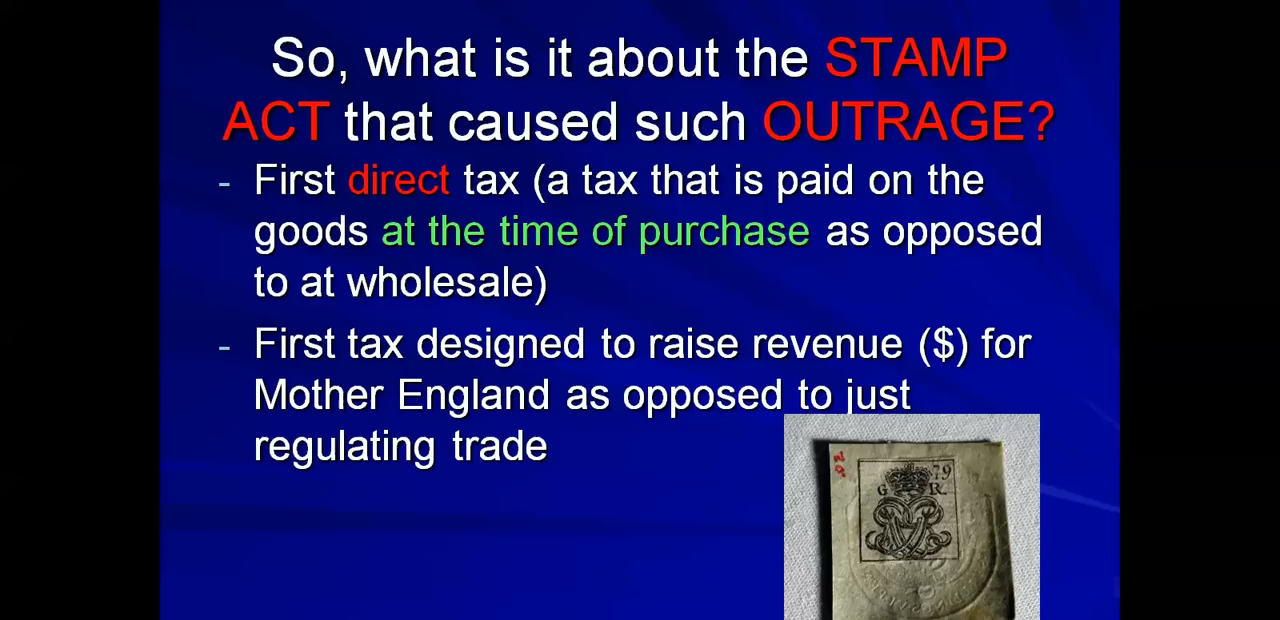 So, what is it about the STAMP
ACT that caused such OUTRAGE?
- First direct tax (a tax that is paid on the
goods at the time of purchase as opposed
to at wholesale)
- First tax designed to raise revenue ($) for
Mother England as opposed to just
regulating trade
79
G R.